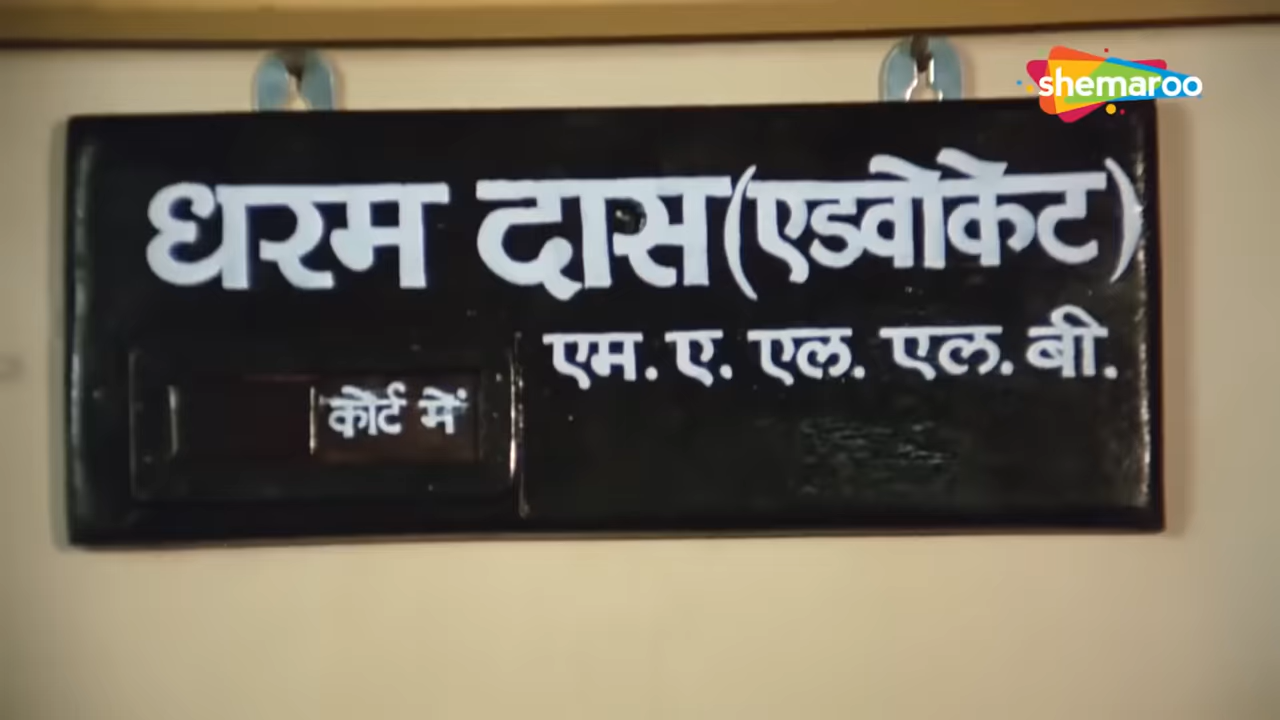 shemaroo
धरम दास (एडवोकेट)
एम. ए. एल. एल. बी.
कोर्ट में